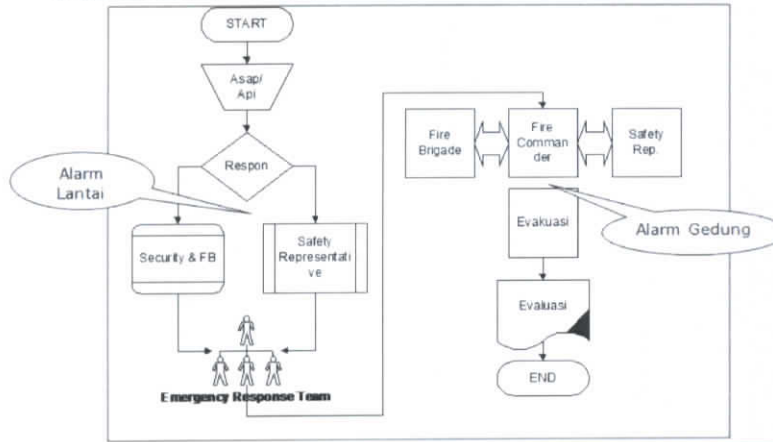 START
Asap/
Api
Respon
Alarm
Lantai
Security & FB
Safety
Representati
ve
Emergency Response Team
Fire
Brigade
Fire
Comman
der
Safety
Rep.
Evakuasi
Alarm Gedung
Evaluasi
END